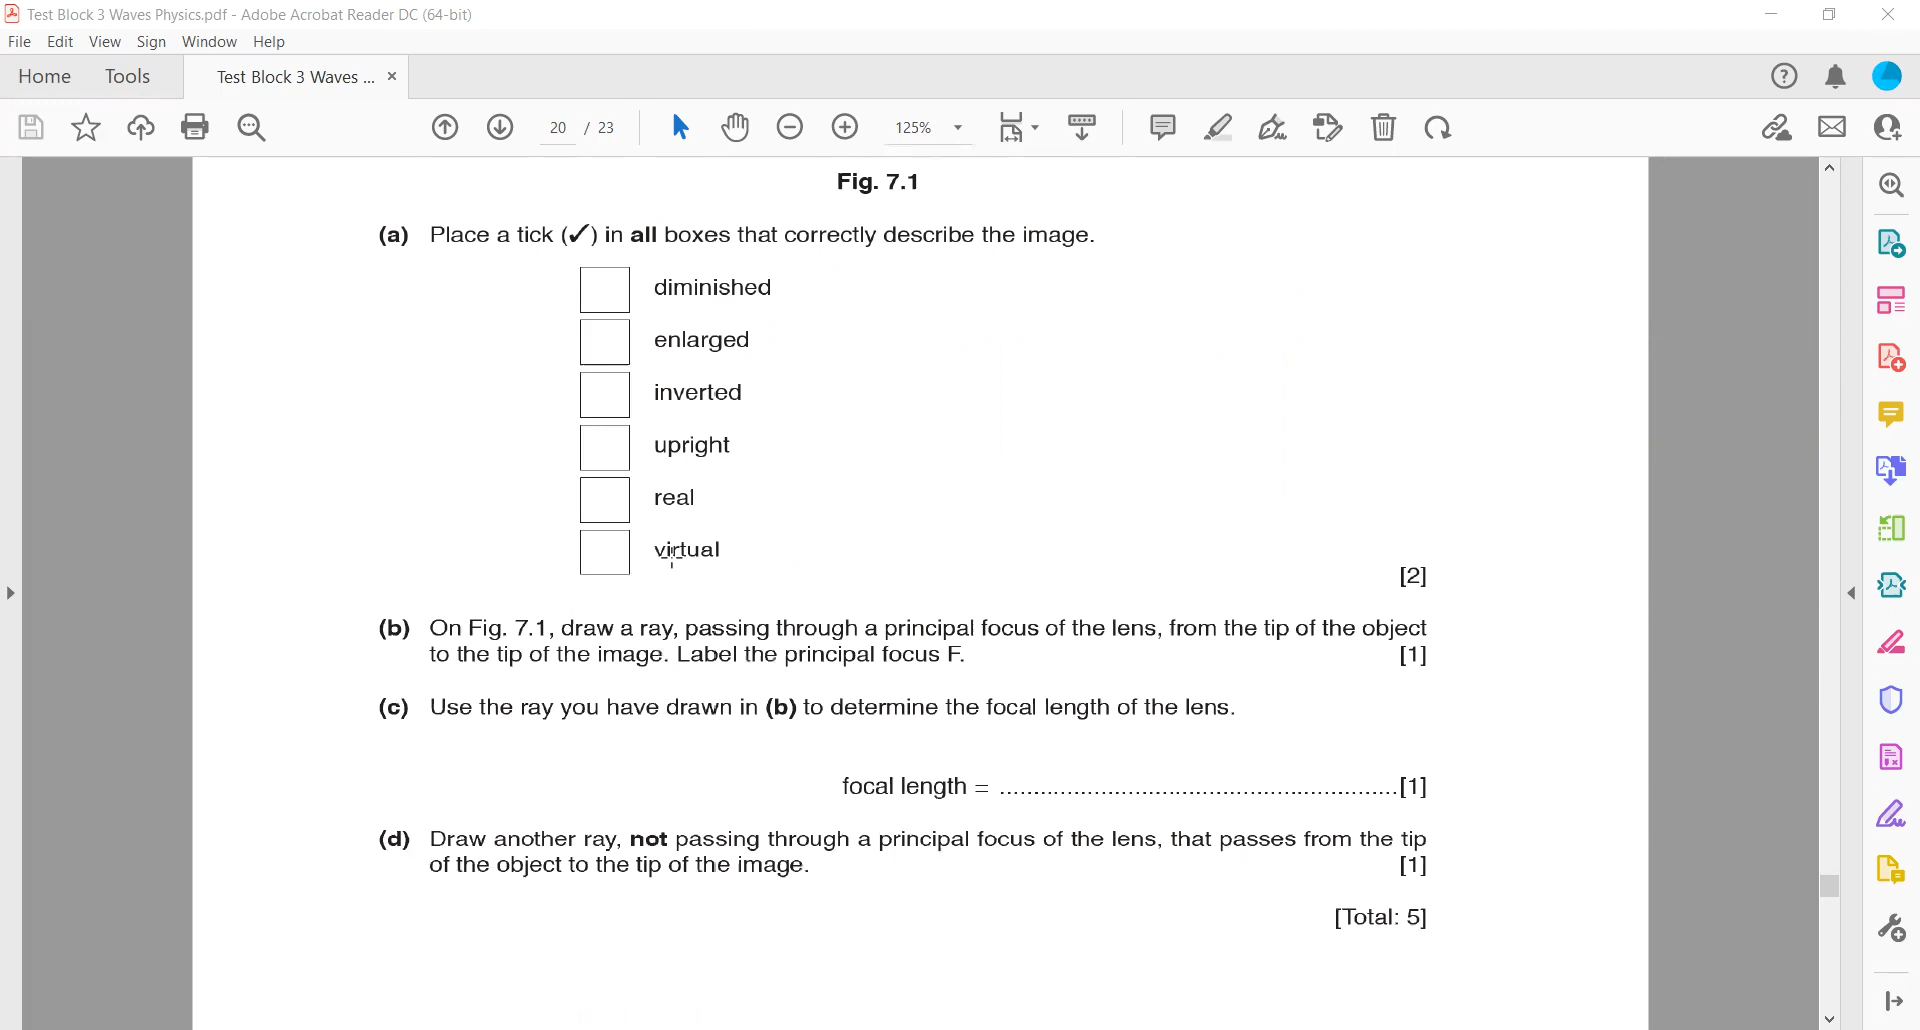 Test Block 3 Waves Physics.pdf - Adobe Acrobat Reader DC (64-bit)
File Edit View Sign Window Help
Home Tools Test Block 3 Waves ... ×
20 / 23 125%
Fig. 7.1
(a) Place a tick (✓) in all boxes that correctly describe the image.
diminished
enlarged
inverted
upright
real
virtual
[2]
(b) On Fig. 7.1, draw a ray, passing through a principal focus of the lens, from the tip of the object
to the tip of the image. Label the principal focus F. [1]
(c) Use the ray you have drawn in (b) to determine the focal length of the lens.
focal length = ..........................................................[1]
(d) Draw another ray, not passing through a principal focus of the lens, that passes from the tip
of the object to the tip of the image. [1]
[Total: 5]